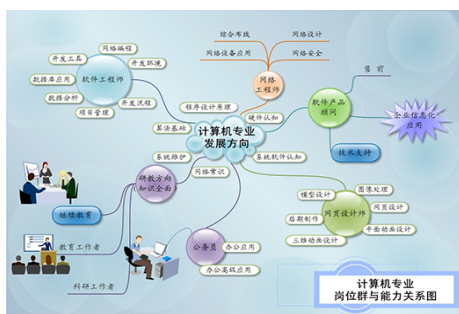 综合布线
网络设计
网络设备应用
网络安全
网络
工程师
网络编程
开发工具
开发环境
数据库应用
软件工程师
数据分析
开发流程
项目管理
售前
软件产品
顾问
企业信息化
应用
技术支持
程序设计原理
硬件认知
算法基础
计算机专业
发展方向
系统维护
系统软件认知
网络常识
研教方向
知识全面
继续教育
教育工作者
科研工作者
公务员
办公应用
办公高级应用
模型设计
图像处理
网页设计
后期制作
网页设计师
平面动画设计
三维动画设计
计算机专业
岗位群与能力关系图